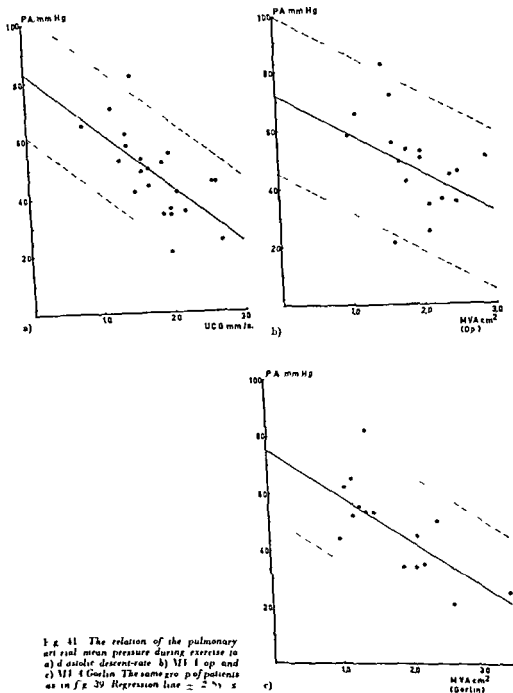 PA. mm Hg
100
80
60
40
20
1,0
2,0
3,0
UCG mm/s.
a)
PA. mm Hg
100
80
60
40
20
1,0
2,0
3,0
MVA cm²
(Op)
b)
PA. mm Hg
100
80
60
40
20
1,0
2,0
3,0
MVA cm²
(Gorlin)
c)
41 The relation of the pulmonary
mean pressure during exercise to
a) descent-rate b) op and
c) Gorlin The same of patients
as in 39 Regression line ±